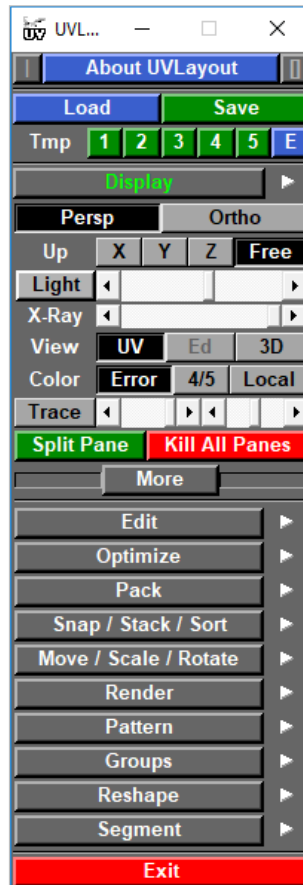 UV UVL...
About UVLayout
Load Save
Tmp 1 2 3 4 5 E
Display
Persp Ortho
Up X Y Z Free
Light
X-Ray
View UV Ed 3D
Color Error 4/5 Local
Trace
Split Pane Kill All Panes
More
Edit
Optimize
Pack
Snap / Stack / Sort
Move / Scale / Rotate
Render
Pattern
Groups
Reshape
Segment
Exit